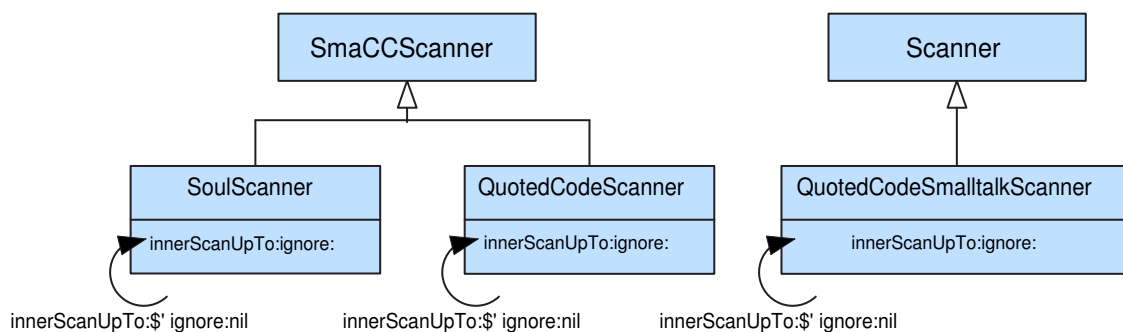 SmaCCScanner
Scanner
SoulScanner
QuotedCodeScanner
QuotedCodeSmalltalkScanner
innerScanUpTo:ignore:
innerScanUpTo:ignore:
innerScanUpTo:ignore:
innerScanUpTo:$' ignore:nil
innerScanUpTo:$' ignore:nil
innerScanUpTo:$' ignore:nil